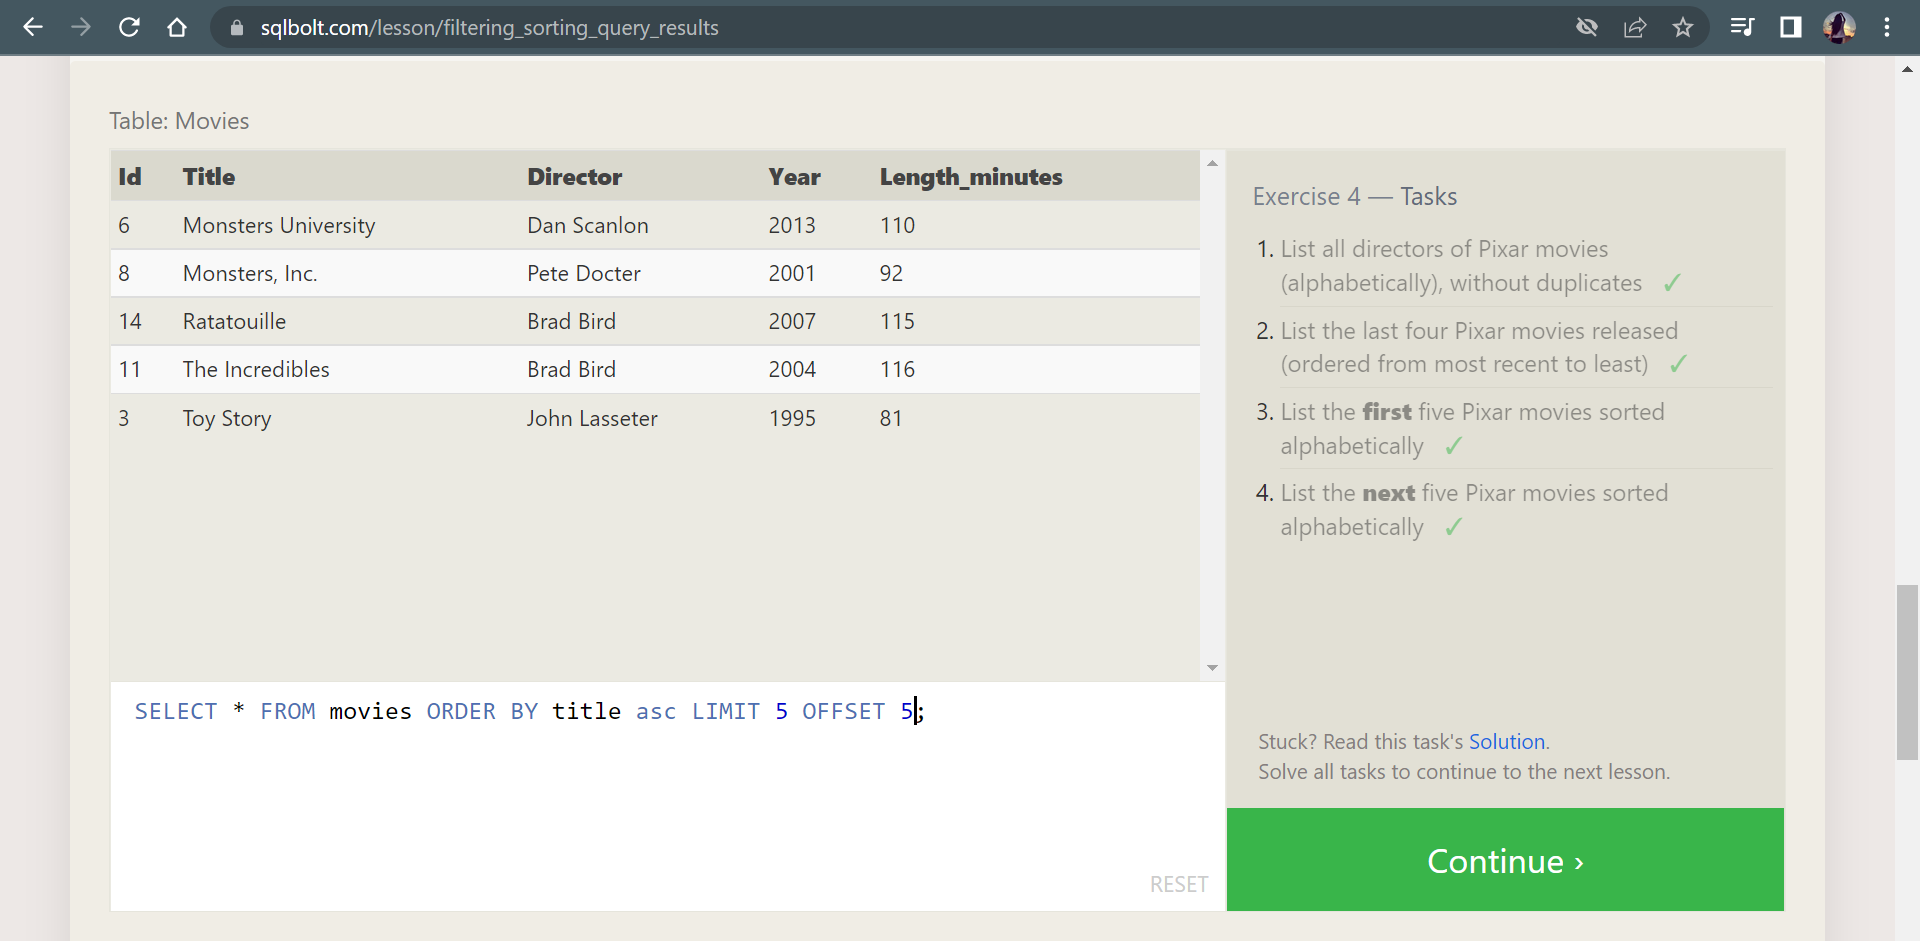 sqlbolt.com/lesson/filtering_sorting_query_results
Table: Movies
Id Title Director Year Length_minutes
6 Monsters University Dan Scanlon 2013 110
8 Monsters, Inc. Pete Docter 2001 92
14 Ratatouille Brad Bird 2007 115
11 The Incredibles Brad Bird 2004 116
3 Toy Story John Lasseter 1995 81
SELECT * FROM movies ORDER BY title asc LIMIT 5 OFFSET 5;
RESET
Exercise 4 — Tasks
1. List all directors of Pixar movies
(alphabetically), without duplicates ✓
2. List the last four Pixar movies released
(ordered from most recent to least) ✓
3. List the first five Pixar movies sorted
alphabetically ✓
4. List the next five Pixar movies sorted
alphabetically ✓
Stuck? Read this task's Solution.
Solve all tasks to continue to the next lesson.
Continue ›